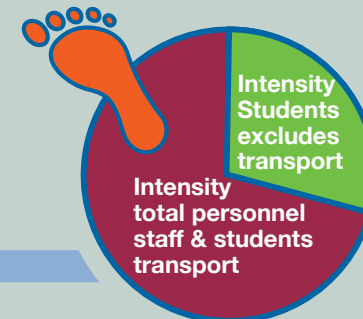 Intensity
Students
excludes
transport
Intensity
total personnel
staff & students
transport